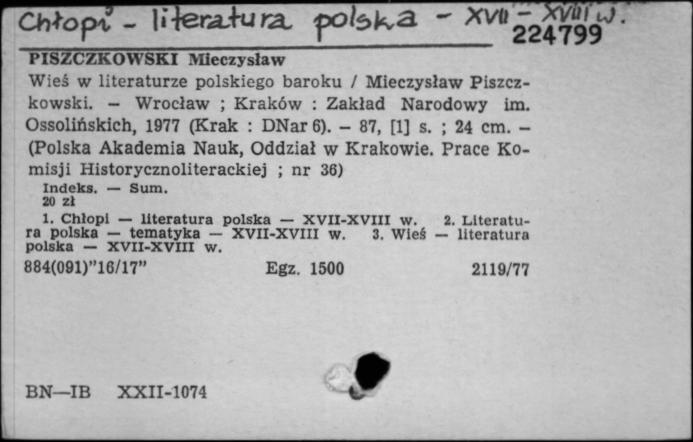 Chłopi - literatura polska - XVII - XVIII w.
224799
PISZCZKOWSKI Mieczysław
Wieś w literaturze polskiego baroku / Mieczysław Piszcz-
kowski. — Wrocław ; Kraków : Zakład Narodowy im.
Ossolińskich, 1977 (Krak : DNar 6). — 87, [1] s. ; 24 cm. —
(Polska Akademia Nauk, Oddział w Krakowie. Prace Ko-
misji Historycznoliterackiej ; nr 36)
Indeks. — Sum.
20 zł
1. Chłopi — literatura polska — XVII-XVIII w. 2. Literatu-
ra polska — tematyka — XVII-XVIII w. 3. Wieś — literatura
polska — XVII-XVIII w.
884(091)"16/17" Egz. 1500 2119/77
BN—IB XXII-1074